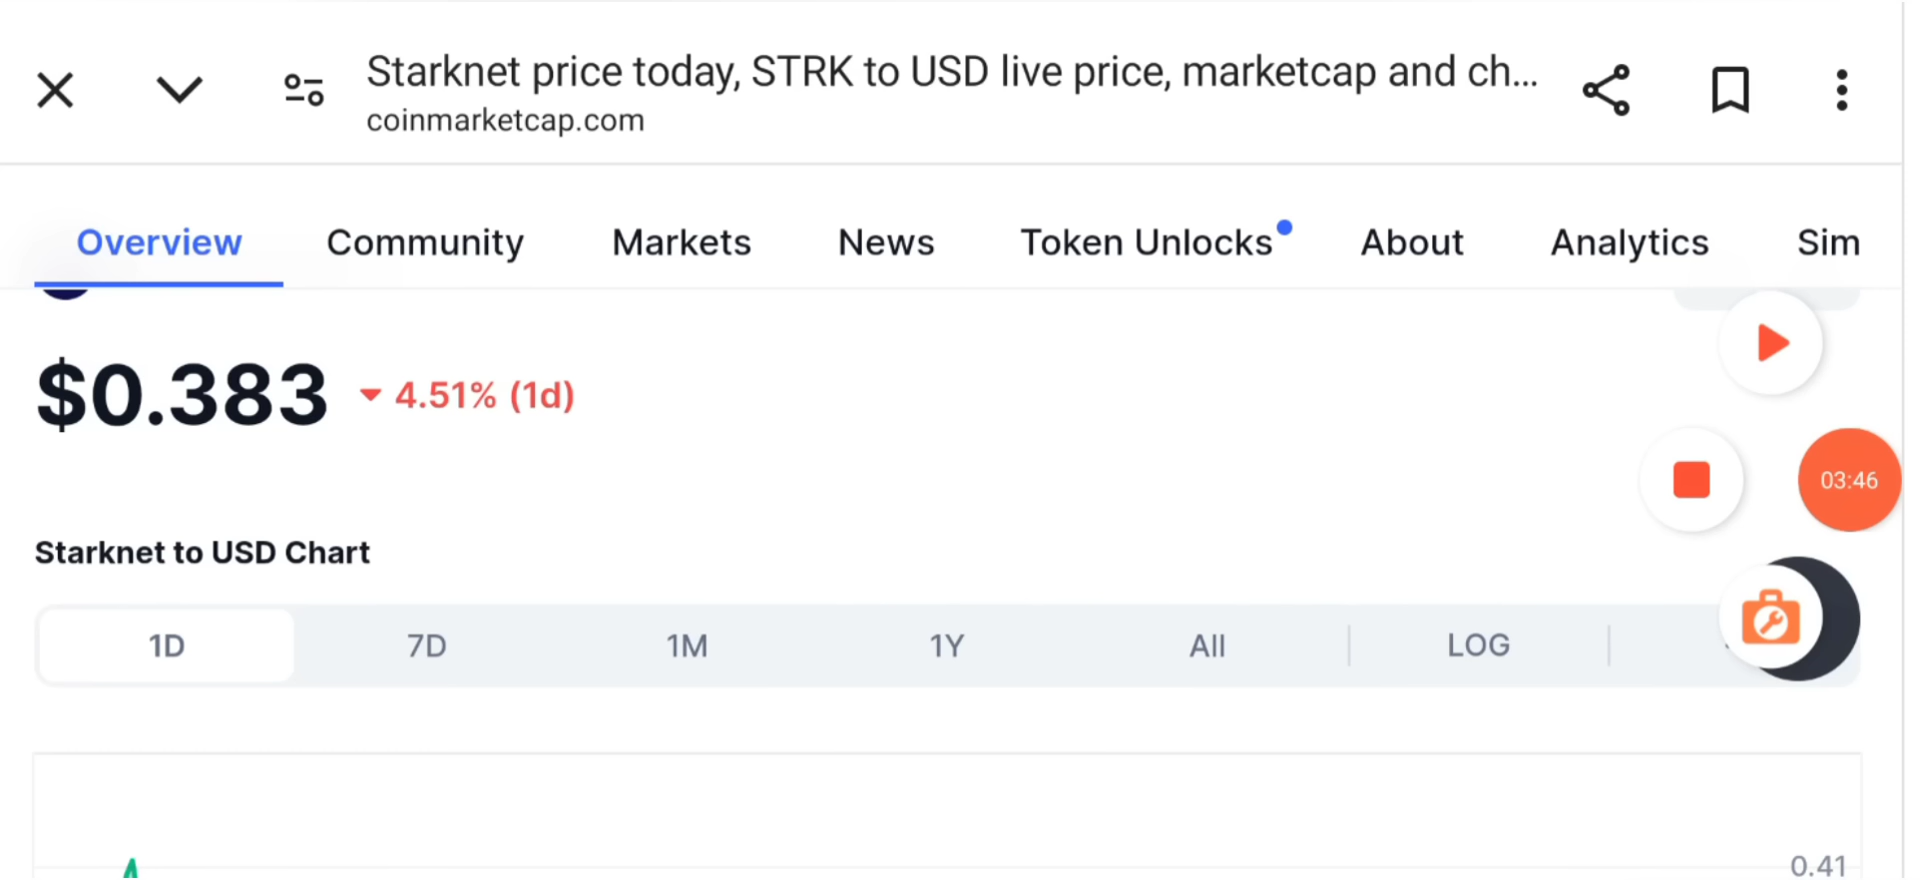 Starknet price today, STRK to USD live price, marketcap and ch...
coinmarketcap.com
Overview Community Markets News Token Unlocks About Analytics Sim
$0.383 4.51% (1d)
03:46
Starknet to USD Chart
1D 7D 1M 1Y All LOG
0.41